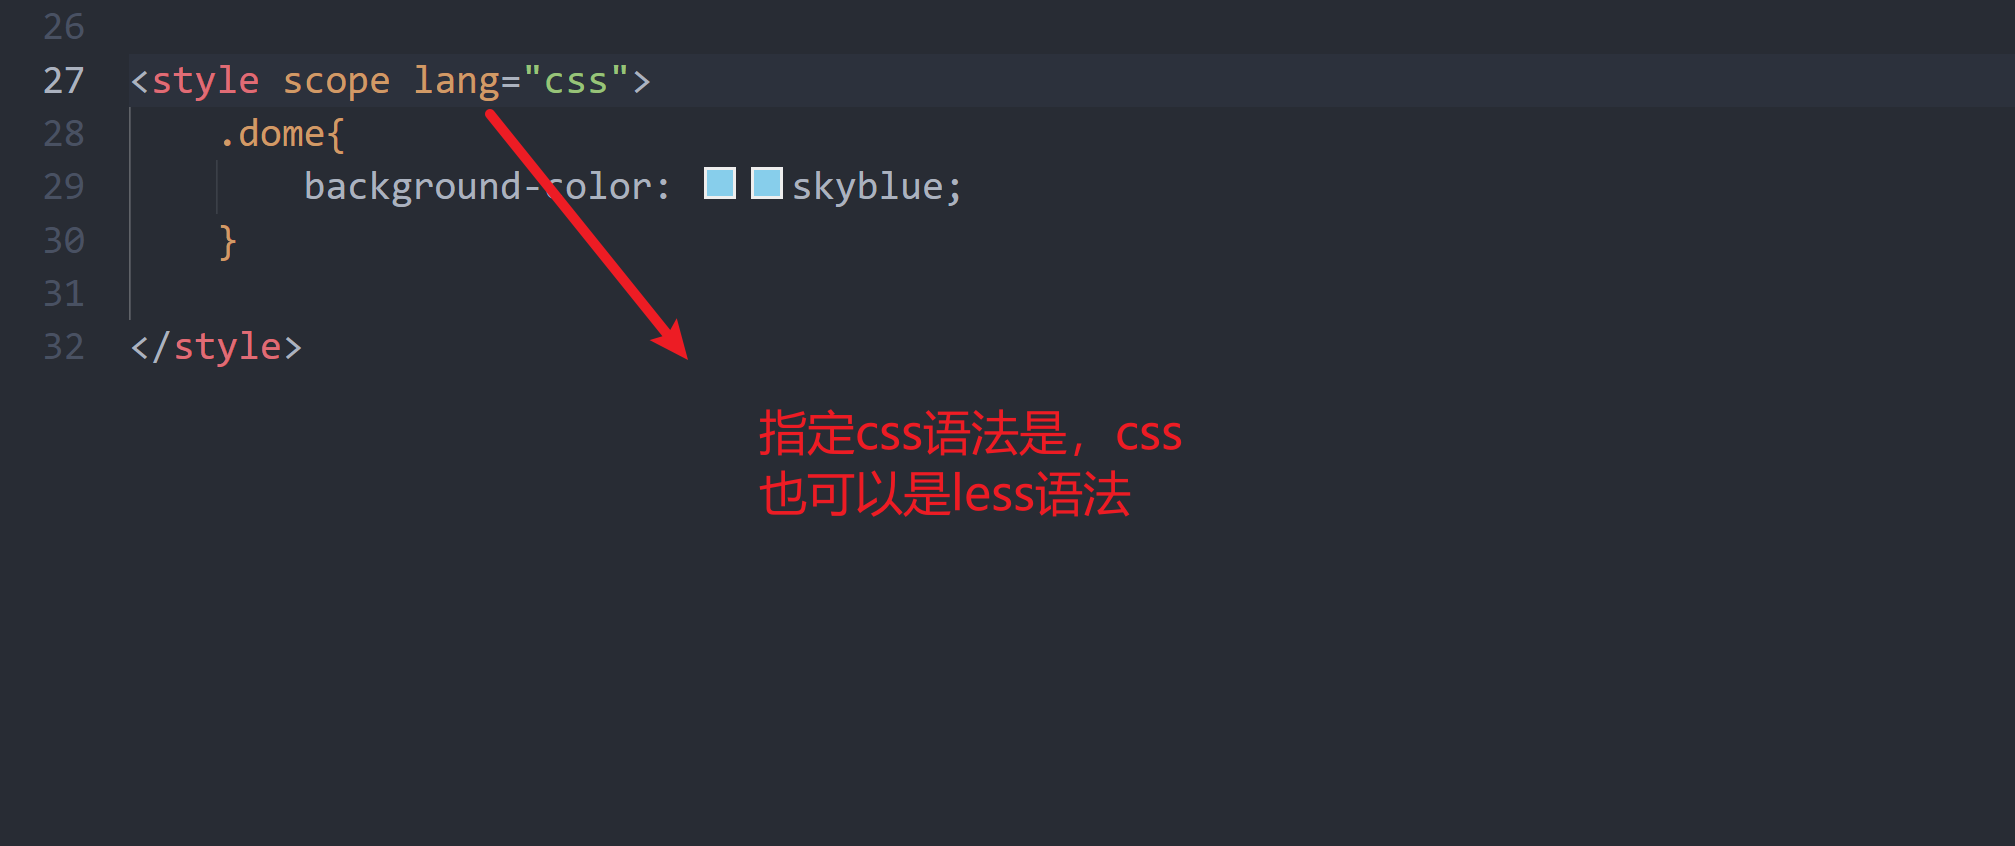 26
27 <style scope lang="css">
28 .dome{
29 background-color: skyblue;
30 }
31
32 </style>
指定css语法是，css
也可以是less语法